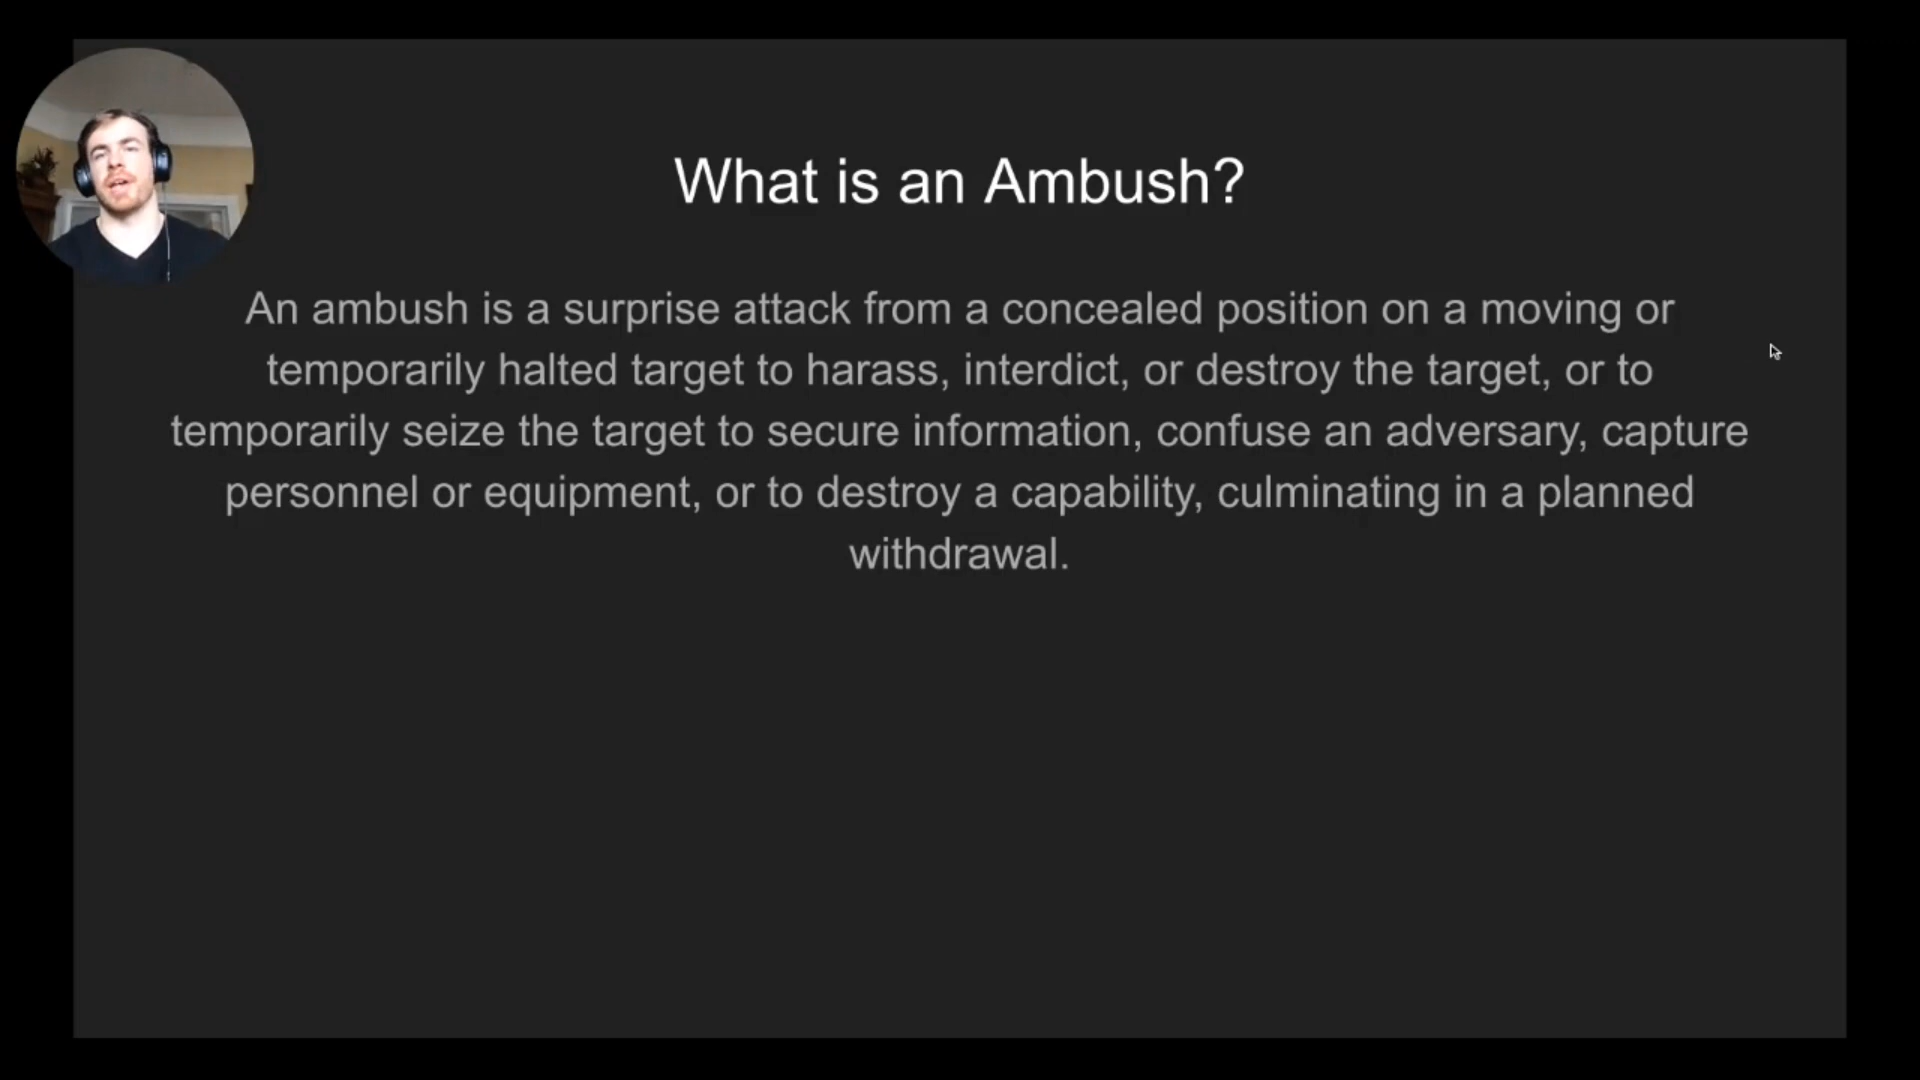 What is an Ambush?
An ambush is a surprise attack from a concealed position on a moving or
temporarily halted target to harass, interdict, or destroy the target, or to
temporarily seize the target to secure information, confuse an adversary, capture
personnel or equipment, or to destroy a capability, culminating in a planned
withdrawal.